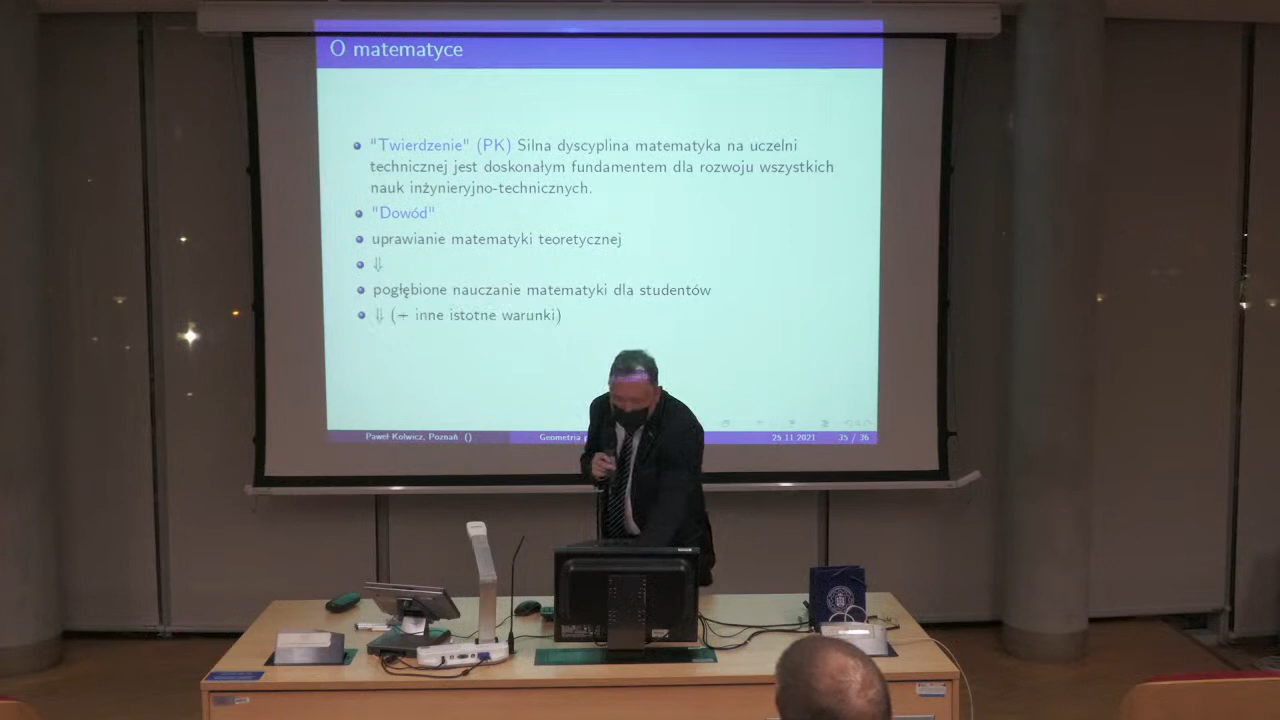 O matematyce
"Twierdzenie" (PK) Silna dyscyplina matematyka na uczelni
technicznej jest doskonałym fundamentem dla rozwoju wszystkich
nauk inżynieryjno-technicznych.
"Dowód"
uprawianie matematyki teoretycznej
⇓
pogłębione nauczanie matematyki dla studentów
⇓ (+ inne istotne warunki)
Paweł Kolwicz, Poznań () Geometria 25.11.2021 35 / 36